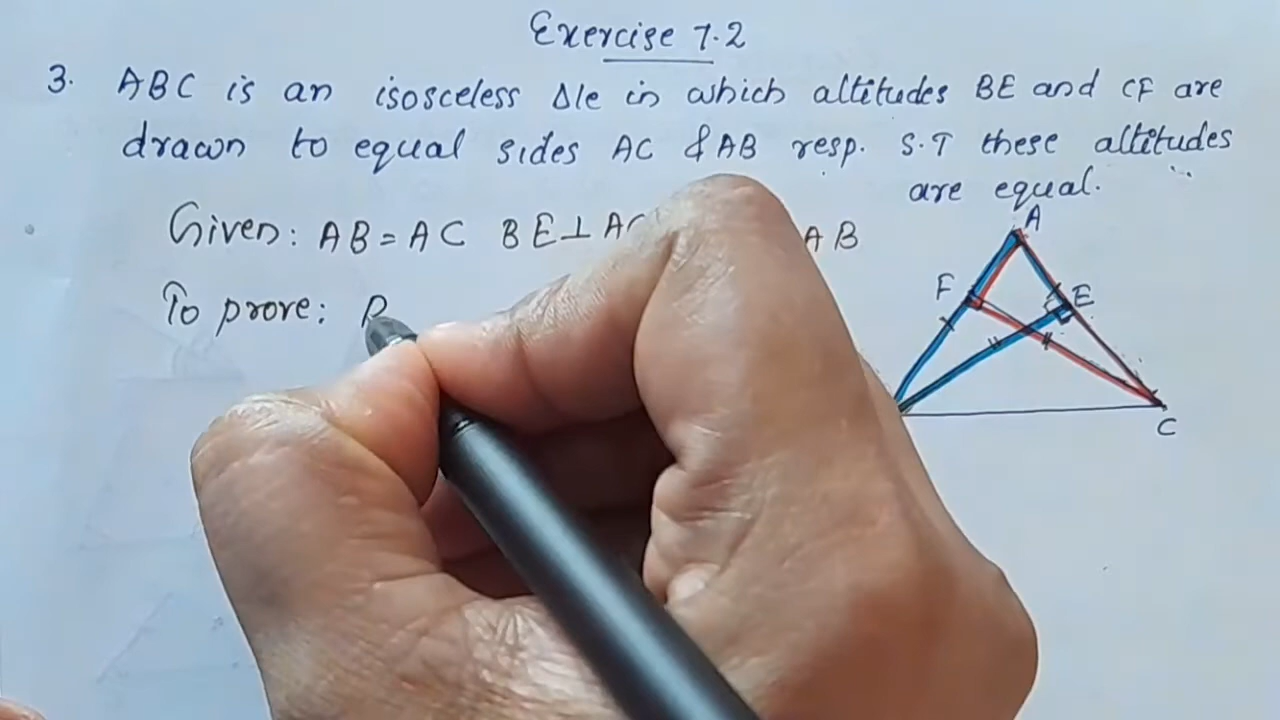 Exercise 7.2
3. ABC is an isosceless Δle in which altitudes BE and CF are
drawn to equal sides AC & AB resp. S.T these altitudes
are equal.
Given: AB = AC BE⊥AC AB
To prove:
A
F
E
C